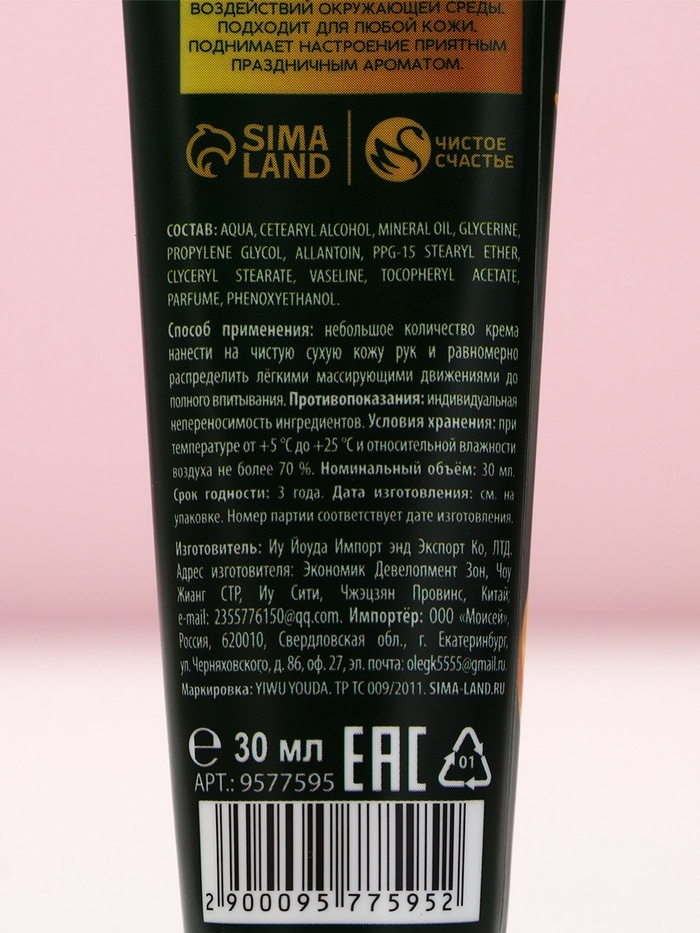 ВОЗДЕЙСТВИЙ ОКРУЖАЮЩЕЙ СРЕДЫ.
ПОДХОДИТ ДЛЯ ЛЮБОЙ КОЖИ.
ПОДНИМАЕТ НАСТРОЕНИЕ ПРИЯТНЫМ
ПРАЗДНИЧНЫМ АРОМАТОМ.
SIMA
LAND
ЧИСТОЕ
СЧАСТЬЕ
СОСТАВ: AQUA, CETEARYL ALCOHOL, MINERAL OIL, GLYCERINE,
PROPYLENE GLYCOL, ALLANTOIN, PPG-15 STEARYL ETHER,
CLYCERYL STEARATE, VASELINE, TOCOPHERYL ACETATE,
PARFUME, PHENOXYETHANOL.
Способ применения: небольшое количество крема
нанести на чистую сухую кожу рук и равномерно
распределить лёгкими массирующими движениями до
полного впитывания. Противопоказания: индивидуальная
непереносимость ингредиентов. Условия хранения: при
температуре от +5 °C до +25 °C и относительной влажности
воздуха не более 70 %. Номинальный объём: 30 мл.
Срок годности: 3 года. Дата изготовления: см. на
упаковке. Номер партии соответствует дате изготовления.
Изготовитель: Иу Йоуда Импорт энд Экспорт Ко, ЛТД.
Адрес изготовителя: Экономик Девелопмент Зон, Чоу
Жианг СТР, Иу Сити, Чжэцзян Провинс, Китай,
e-mail: 2355776150@qq.com. Импортёр: ООО «Моисей»,
Россия, 620010, Свердловская обл., г. Екатеринбург,
ул. Черняховского, д. 86, оф. 27, эл. почта: olegk5555@gmail.ru.
Маркировка: YIWU YOUDA. ТР ТС 009/2011. SIMA-LAND.RU
℮ 30 мл
EAC
01
АРТ.: 9577595
2 900095 775952